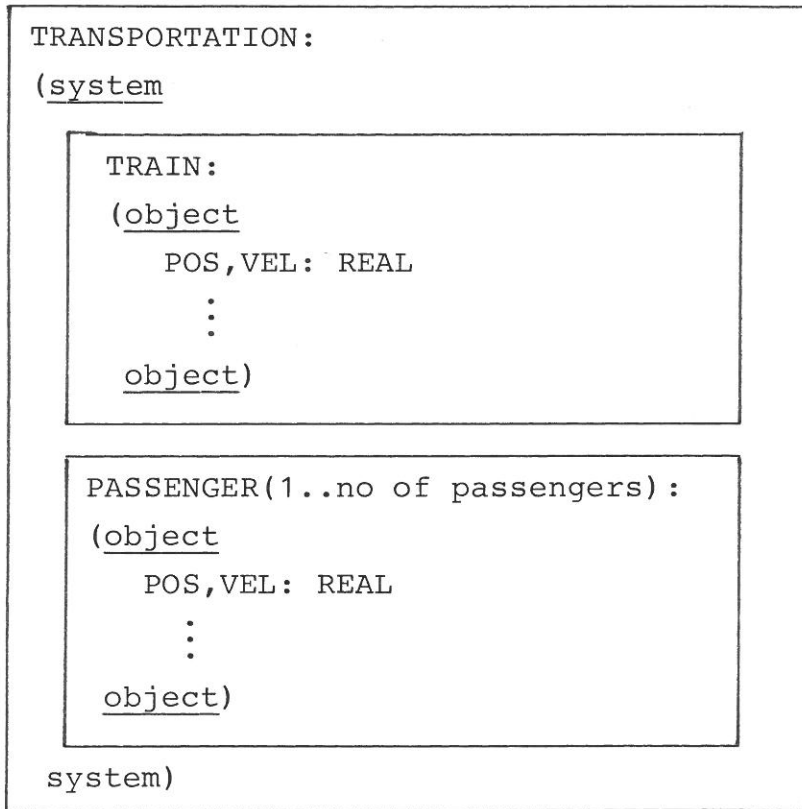 TRANSPORTATION:
(system
TRAIN:
(object
POS,VEL: REAL
⋮
object)
PASSENGER(1..no of passengers):
(object
POS,VEL: REAL
⋮
object)
system)